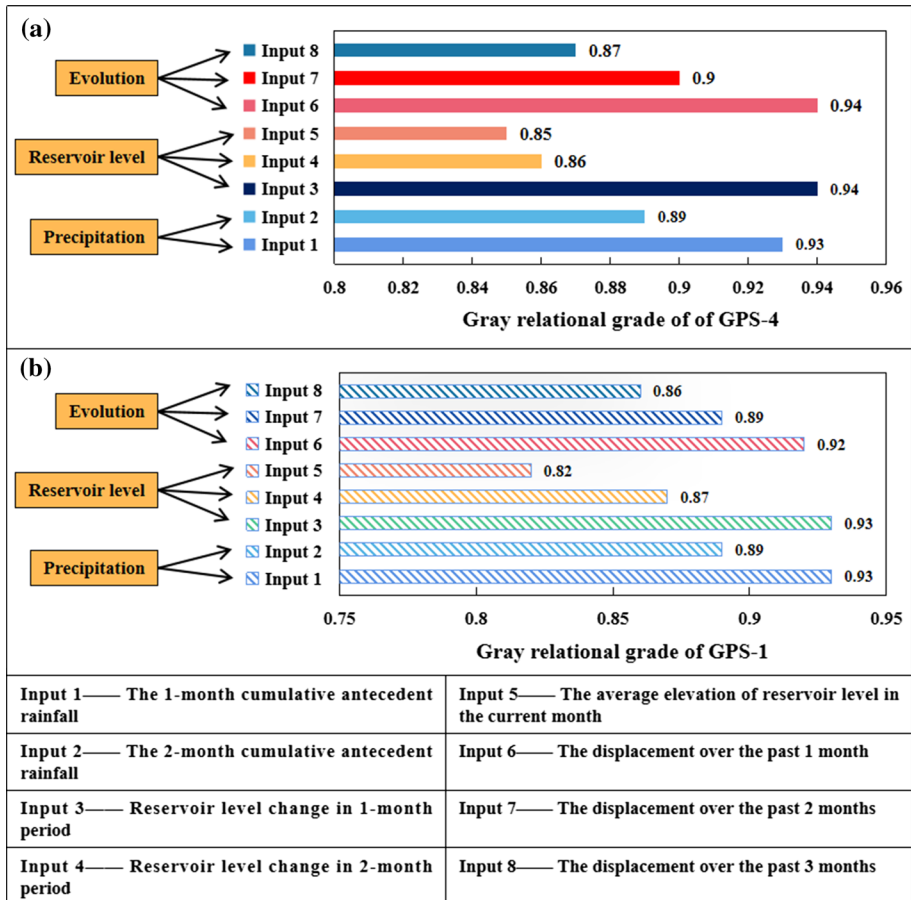 (a)
Evolution
Reservoir level
Precipitation
Input 8
Input 7
Input 6
Input 5
Input 4
Input 3
Input 2
Input 1
0.87
0.9
0.94
0.85
0.86
0.94
0.89
0.93
0.8 0.82 0.84 0.86 0.88 0.9 0.92 0.94 0.96
Gray relational grade of of GPS-4
(b)
Evolution
Reservoir level
Precipitation
Input 8
Input 7
Input 6
Input 5
Input 4
Input 3
Input 2
Input 1
0.86
0.89
0.92
0.82
0.87
0.93
0.89
0.93
0.75 0.8 0.85 0.9 0.95
Gray relational grade of GPS-1
Input 1—— The 1-month cumulative antecedent
rainfall
Input 5—— The average elevation of reservoir level in
the current month
Input 2—— The 2-month cumulative antecedent
rainfall
Input 6—— The displacement over the past 1 month
Input 3—— Reservoir level change in 1-month
period
Input 7—— The displacement over the past 2 months
Input 4—— Reservoir level change in 2-month
period
Input 8—— The displacement over the past 3 months